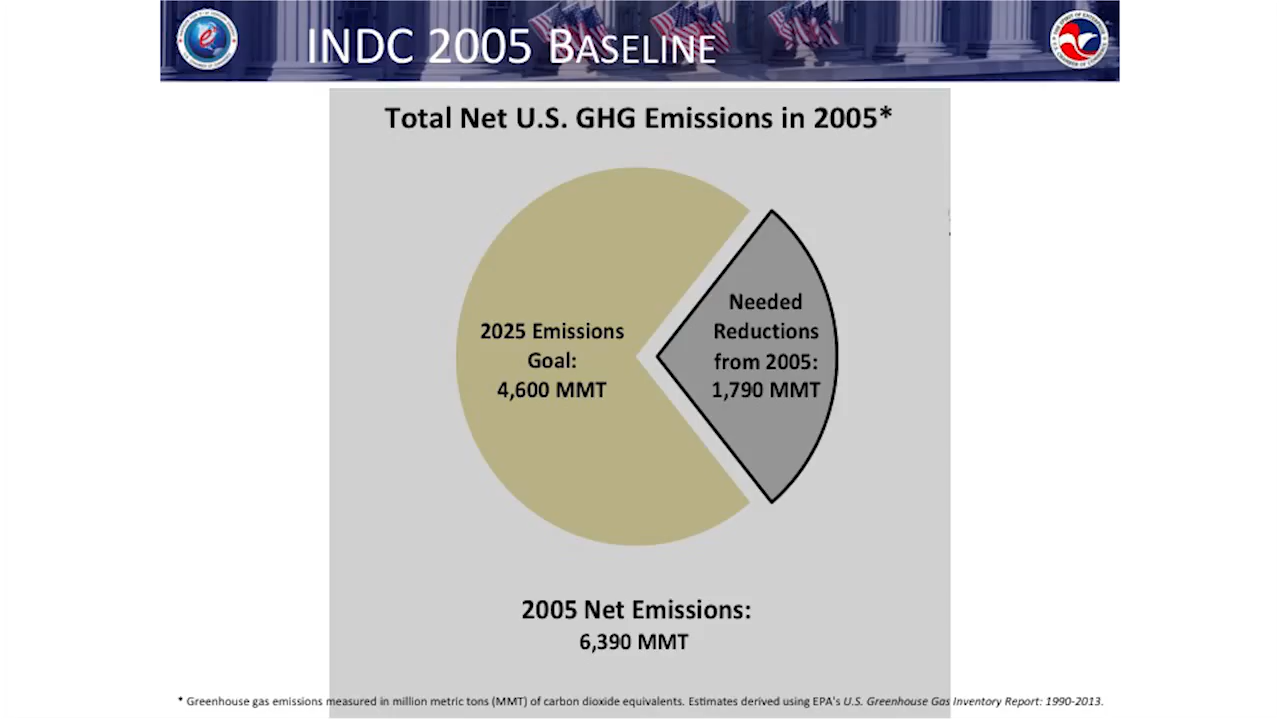 INDC 2005 BASELINE
Total Net U.S. GHG Emissions in 2005*
2025 Emissions
Goal:
4,600 MMT
Needed
Reductions
from 2005:
1,790 MMT
2005 Net Emissions:
6,390 MMT
* Greenhouse gas emissions measured in million metric tons (MMT) of carbon dioxide equivalents. Estimates derived using EPA's U.S. Greenhouse Gas Inventory Report: 1990-2013.